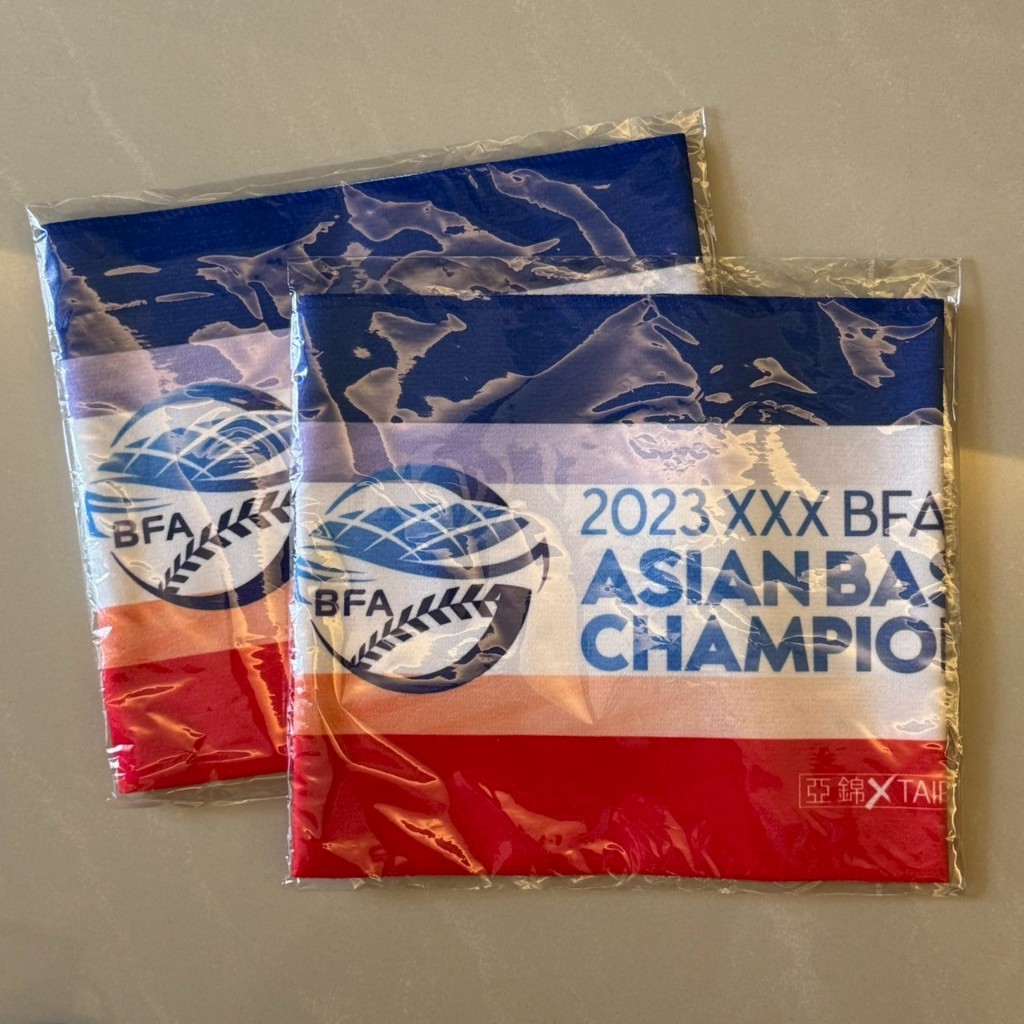 BFA
BFA
2023 XXX BFA
ASIAN BAS
CHAMPIO
亞錦XTAIP